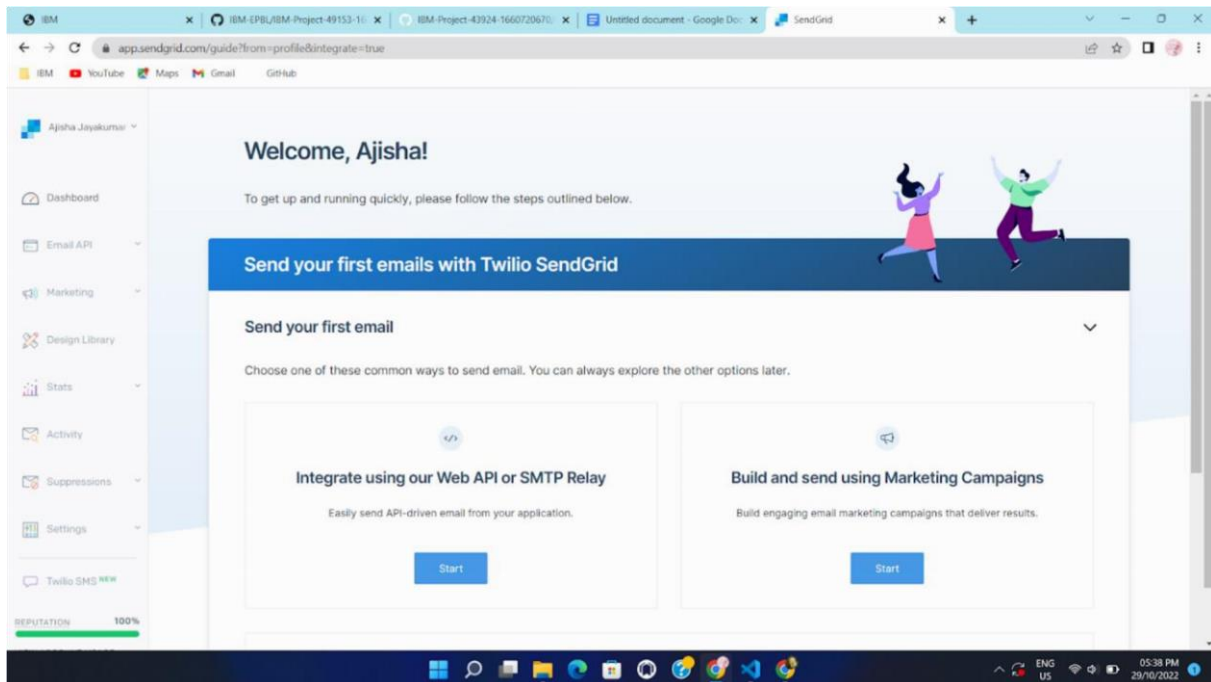 IBM
IBM-EPBL/IBM-Project-49153-16
IBM-Project-43924-1660720670
Untitled document - Google Doc
SendGrid
app.sendgrid.com/guide?from=profile&integrate=true
IBM
YouTube
Maps
Gmail
GitHub
Ajisha Jayakumar
Welcome, Ajisha!
To get up and running quickly, please follow the steps outlined below.
Dashboard
Email API
Marketing
Design Library
Stats
Activity
Suppressions
Settings
Twilio SMS NEW
REPUTATION 100%
Send your first emails with Twilio SendGrid
Send your first email
Choose one of these common ways to send email. You can always explore the other options later.
Integrate using our Web API or SMTP Relay
Easily send API-driven email from your application.
Start
Build and send using Marketing Campaigns
Build engaging email marketing campaigns that deliver results.
Start
ENG
US
05:38 PM
29/10/2022